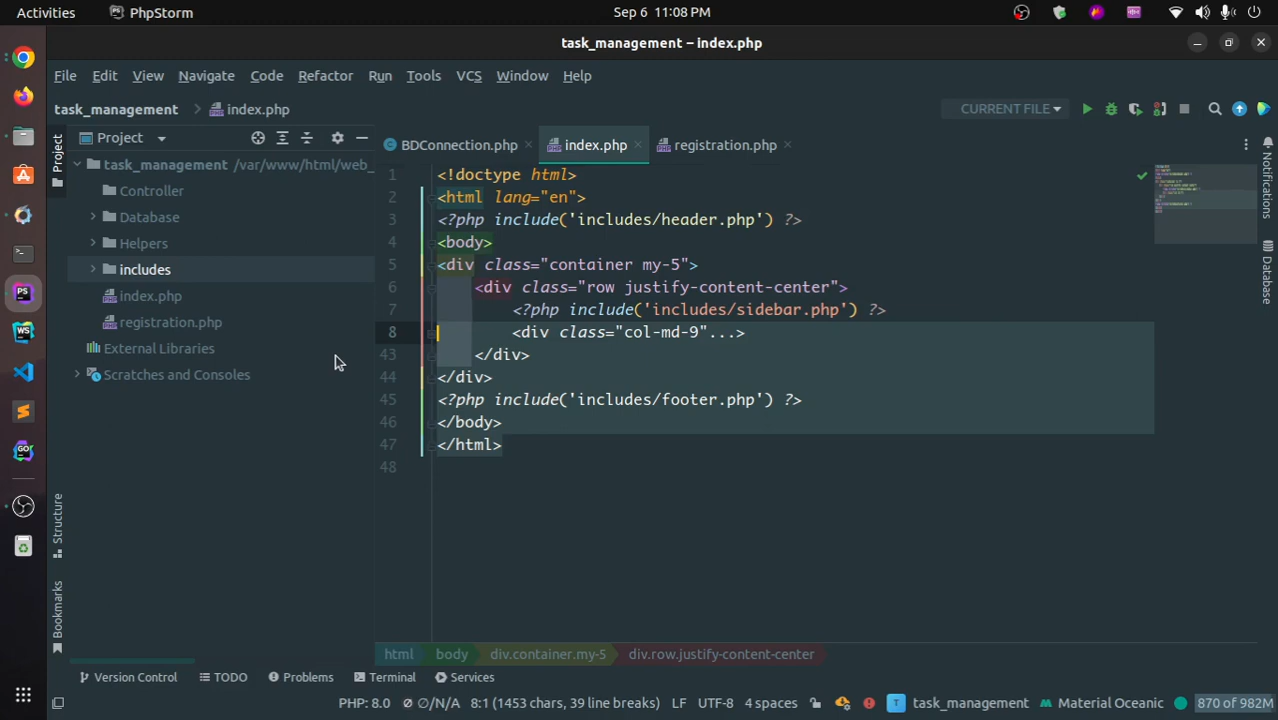 Activities PhpStorm Sep 6 11:08 PM
task_management – index.php
File Edit View Navigate Code Refactor Run Tools VCS Window Help
task_management index.php CURRENT FILE
Project
BDConnection.php index.php registration.php
Project
task_management /var/www/html/web_
Controller
Database
Helpers
includes
index.php
registration.php
External Libraries
Scratches and Consoles
1 <!doctype html>
2 <html lang="en">
3 <?php include('includes/header.php') ?>
4 <body>
5 <div class="container my-5">
6 <div class="row justify-content-center">
7 <?php include('includes/sidebar.php') ?>
8 <div class="col-md-9"...>
43 </div>
44 </div>
45 <?php include('includes/footer.php') ?>
46 </body>
47 </html>
48
Notifications
Database
Structure
Bookmarks
html body div.container.my-5 div.row.justify-content-center
Version Control TODO Problems Terminal Services
PHP: 8.0 ∅/N/A 8:1 (1453 chars, 39 line breaks) LF UTF-8 4 spaces T task_management Material Oceanic 870 of 982M
PS
WS
GO